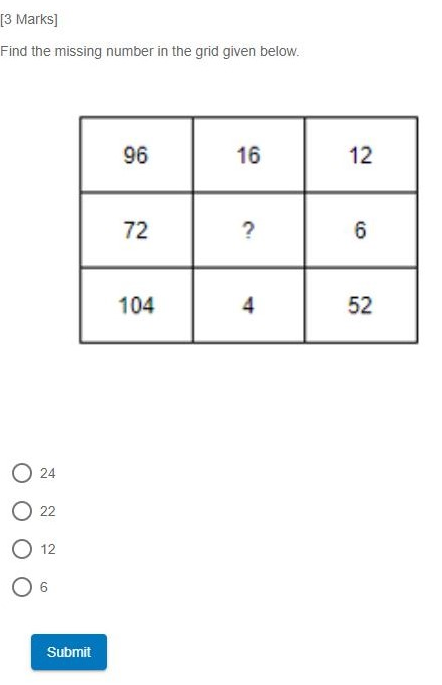 [3 Marks]
Find the missing number in the grid given below.
96 16 12
72 ? 6
104 4 52
24
22
12
6
Submit